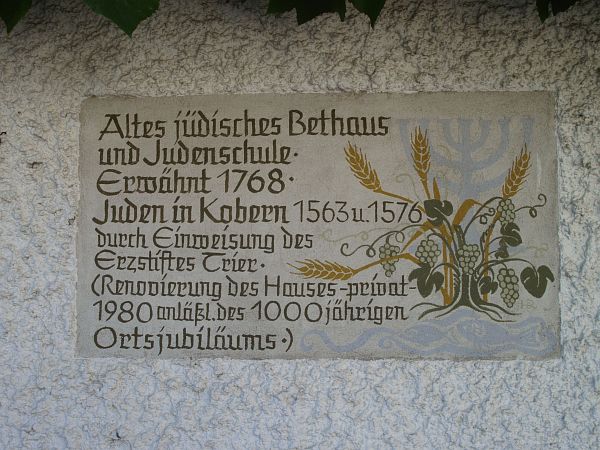 Altes jüdisches Bethaus
und Judenschule.
Erwähnt 1768.
Juden in Kobern 1563 u. 1576
durch Einweisung des
Erzstiftes Trier.
(Renovierung des Hauses-privat-
1980 anläßl. des 1000jährigen
Ortsjubiläums.)